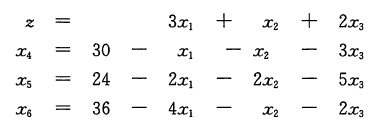 z = 3x₁ + x₂ + 2x₃
x₄ = 30 − x₁ − x₂ − 3x₃
x₅ = 24 − 2x₁ − 2x₂ − 5x₃
x₆ = 36 − 4x₁ − x₂ − 2x₃